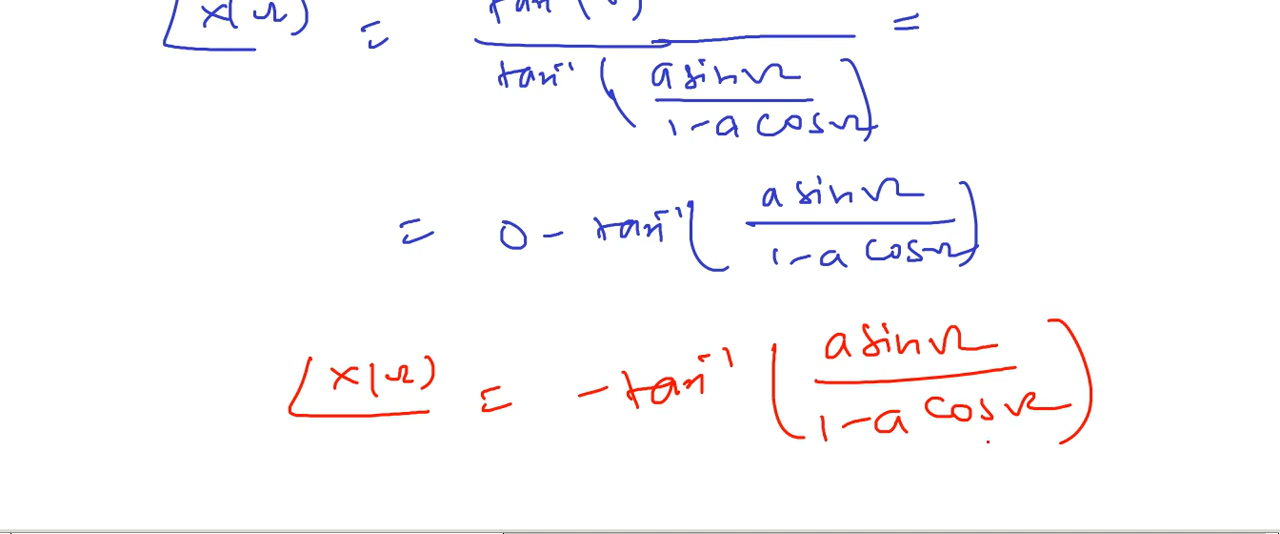 ∠X(Ω) = tan⁻¹(0) / tan⁻¹(a sinΩ / 1-a cosΩ) =
= 0 - tan⁻¹(a sinΩ / 1-a cosΩ)
∠X(Ω) = -tan⁻¹(a sinΩ / 1-a cosΩ)